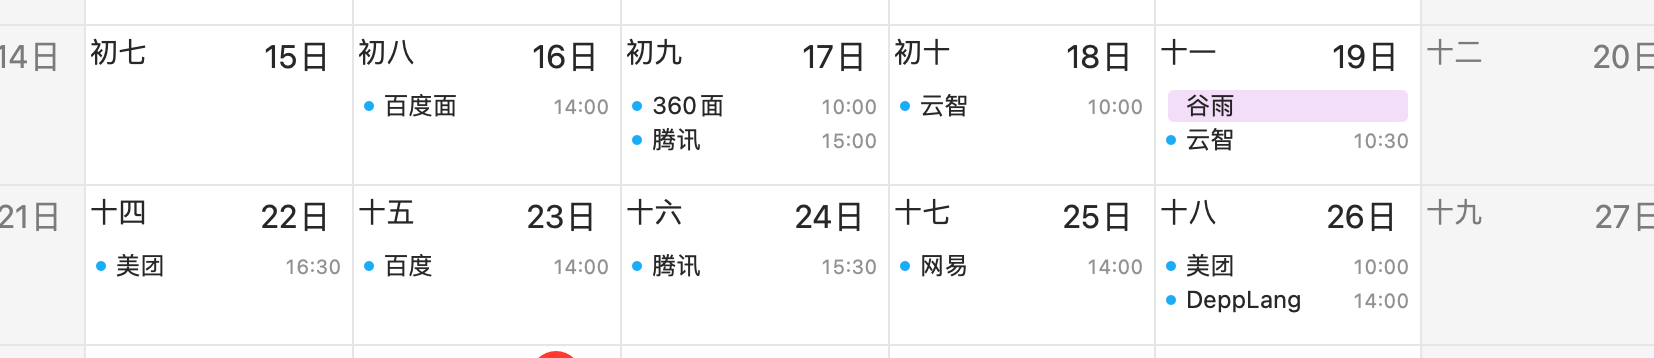 14日 初七 15日 初八 16日 初九 17日 初十 18日 十一 19日 十二 20日
百度面 14:00 360面 10:00 云智 10:00 谷雨
腾讯 15:00 云智 10:30
21日 十四 22日 十五 23日 十六 24日 十七 25日 十八 26日 十九 27日
美团 16:30 百度 14:00 腾讯 15:30 网易 14:00 美团 10:00
DeppLang 14:00